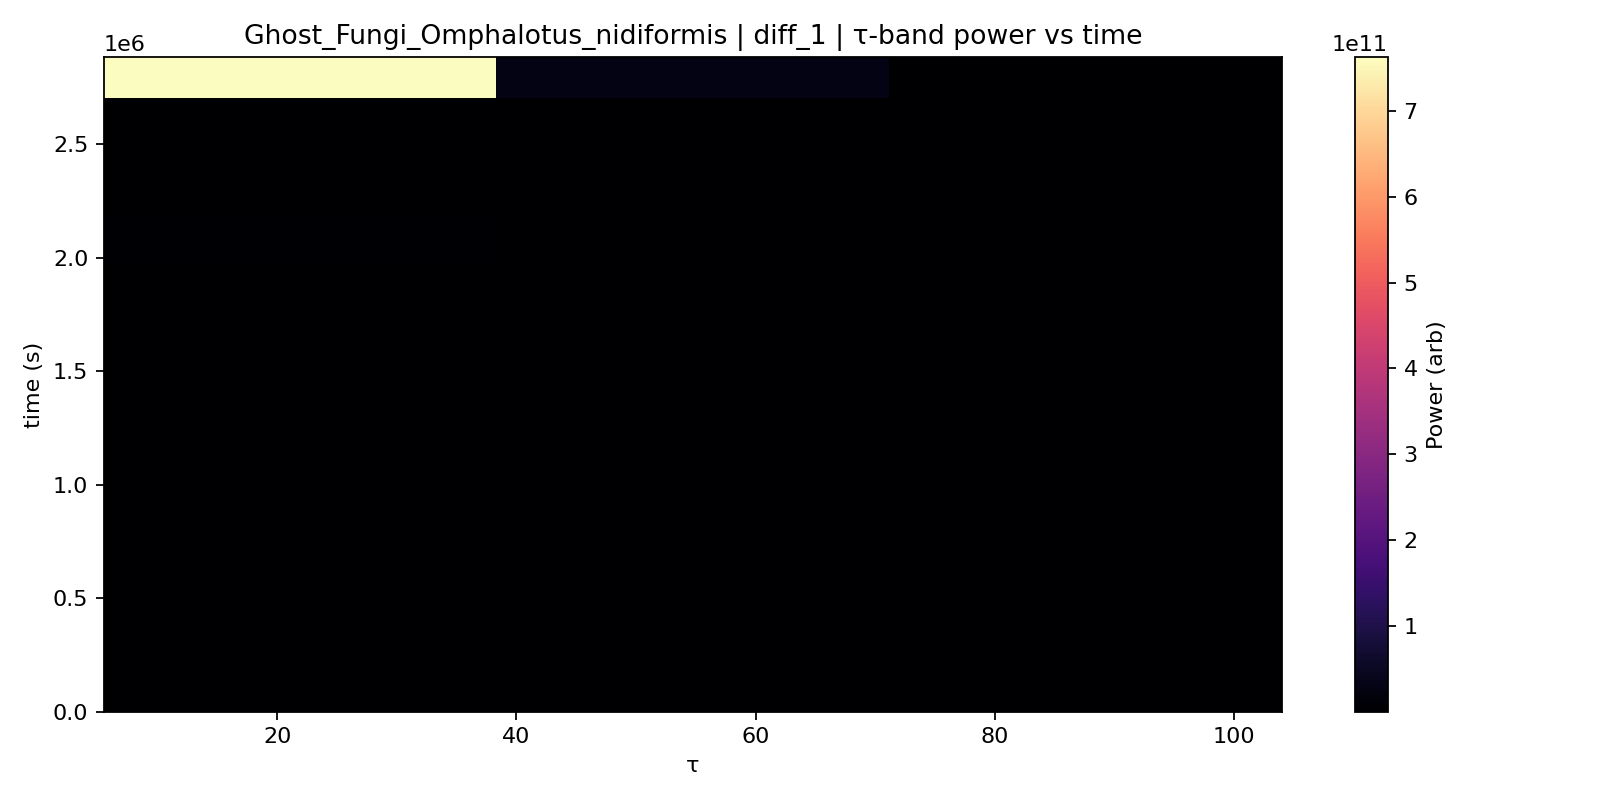 Ghost_Fungi_Omphalotus_nidiformis | diff_1 | τ-band power vs time
1e6
1e11
2.5
2.0
1.5
1.0
0.5
0.0
time (s)
20 40 60 80 100
τ
7
6
5
4
3
2
1
Power (arb)